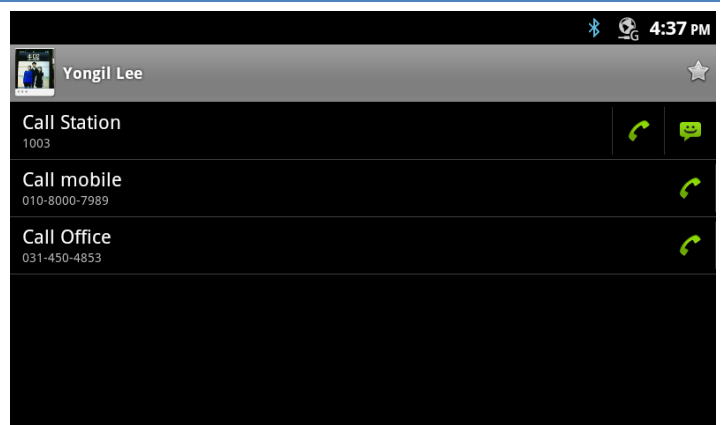 4:37 PM
Yongil Lee
Call Station
1003
Call mobile
010-8000-7989
Call Office
031-450-4853